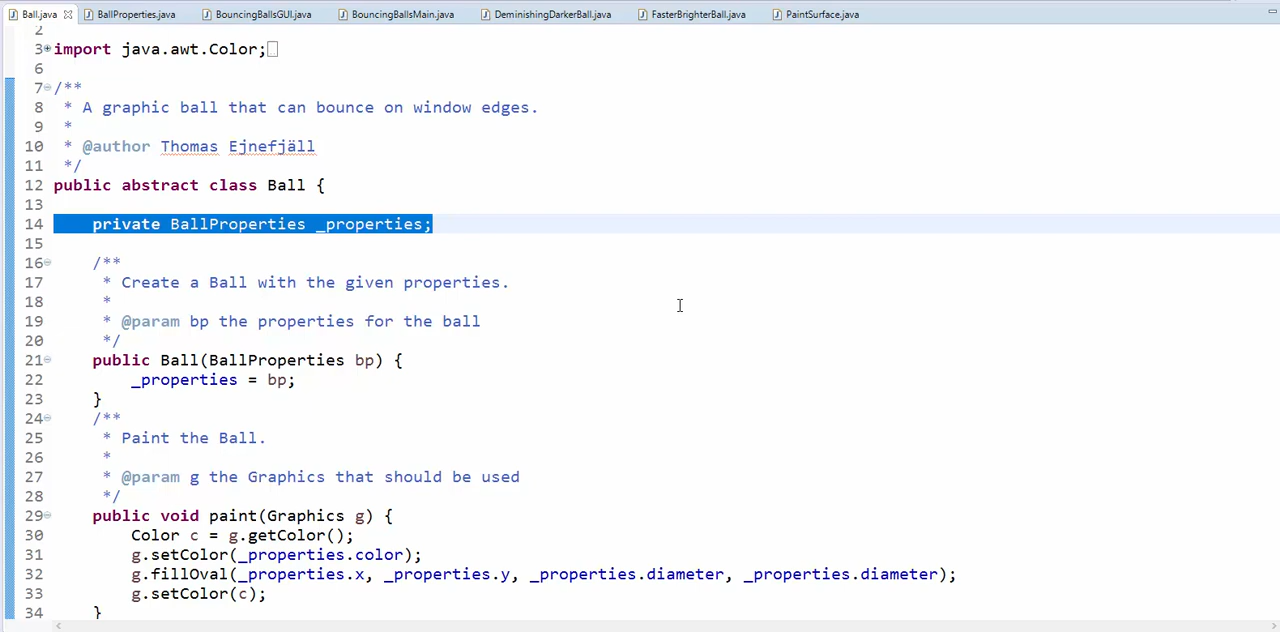 Ball.java BallProperties.java BouncingBallsGUI.java BouncingBallsMain.java DeminishingDarkerBall.java FasterBrighterBall.java PaintSurface.java
2
3 import java.awt.Color;
6
7 /**
8 * A graphic ball that can bounce on window edges.
9 *
10 * @author Thomas Ejnefjäll
11 */
12 public abstract class Ball {
13
14 private BallProperties _properties;
15
16 /**
17 * Create a Ball with the given properties.
18 *
19 * @param bp the properties for the ball
20 */
21 public Ball(BallProperties bp) {
22 _properties = bp;
23 }
24 /**
25 * Paint the Ball.
26 *
27 * @param g the Graphics that should be used
28 */
29 public void paint(Graphics g) {
30 Color c = g.getColor();
31 g.setColor(_properties.color);
32 g.fillOval(_properties.x, _properties.y, _properties.diameter, _properties.diameter);
33 g.setColor(c);
34 }